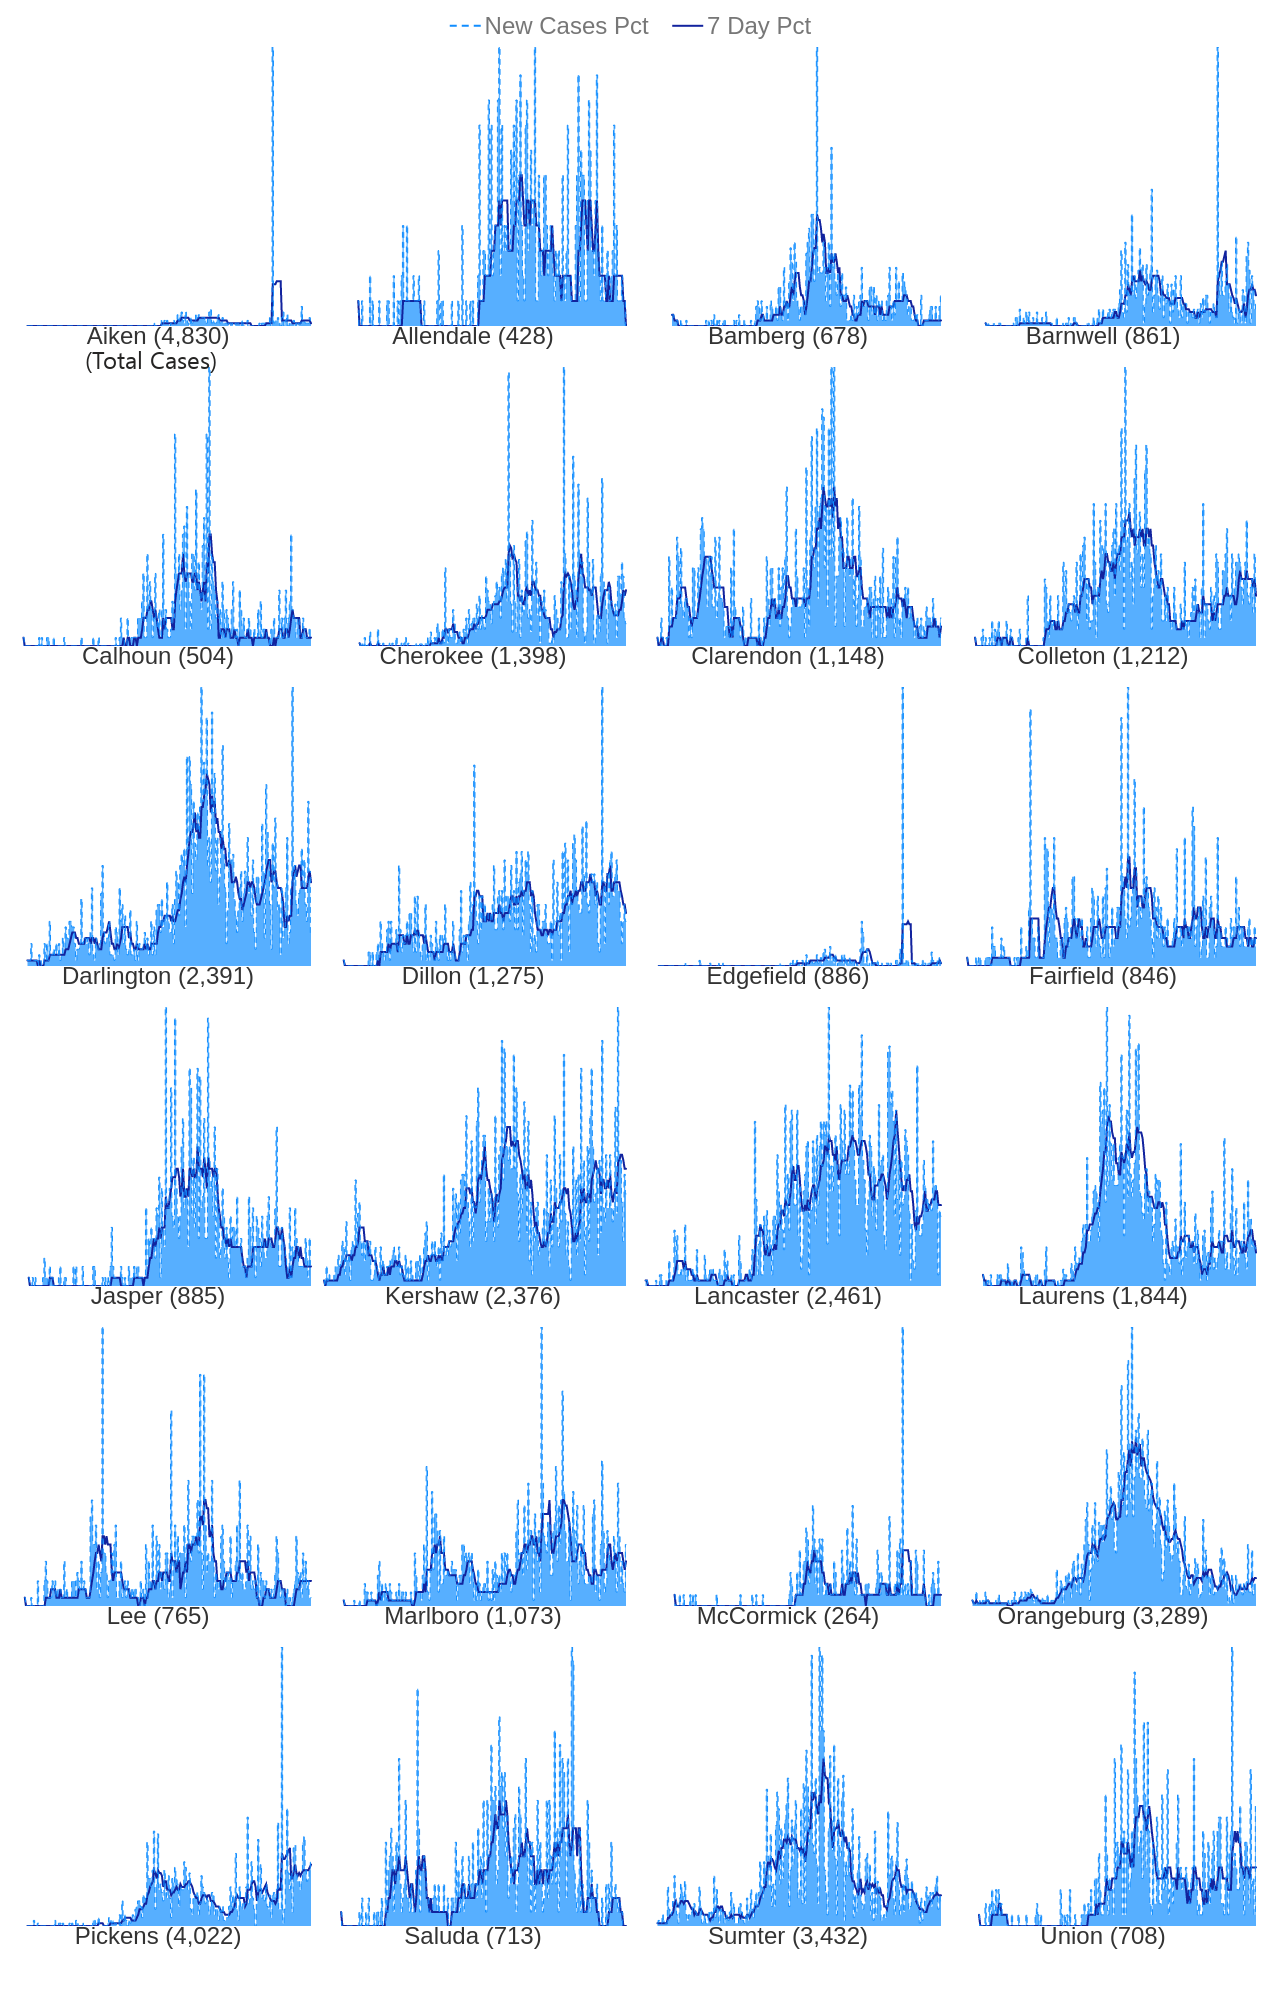 New Cases Pct 7 Day Pct
Aiken (4,830) Allendale (428) Bamberg (678) Barnwell (861)
(Total Cases)
Calhoun (504) Cherokee (1,398) Clarendon (1,148) Colleton (1,212)
Darlington (2,391) Dillon (1,275) Edgefield (886) Fairfield (846)
Jasper (885) Kershaw (2,376) Lancaster (2,461) Laurens (1,844)
Lee (765) Marlboro (1,073) McCormick (264) Orangeburg (3,289)
Pickens (4,022) Saluda (713) Sumter (3,432) Union (708)